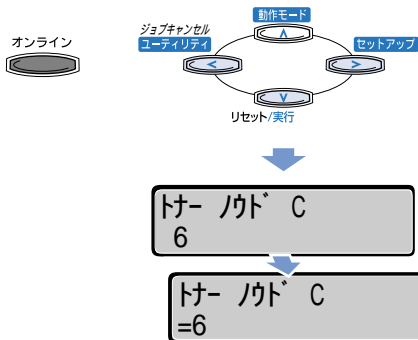 動作モード
ジョブキャンセル
オンライン
ユーティリティ
セットアップ
<
∧
>
∨
リセット/実行
ﾄﾅｰ ﾉｳﾄﾞ C
6
ﾄﾅｰ ﾉｳﾄﾞ C
=6